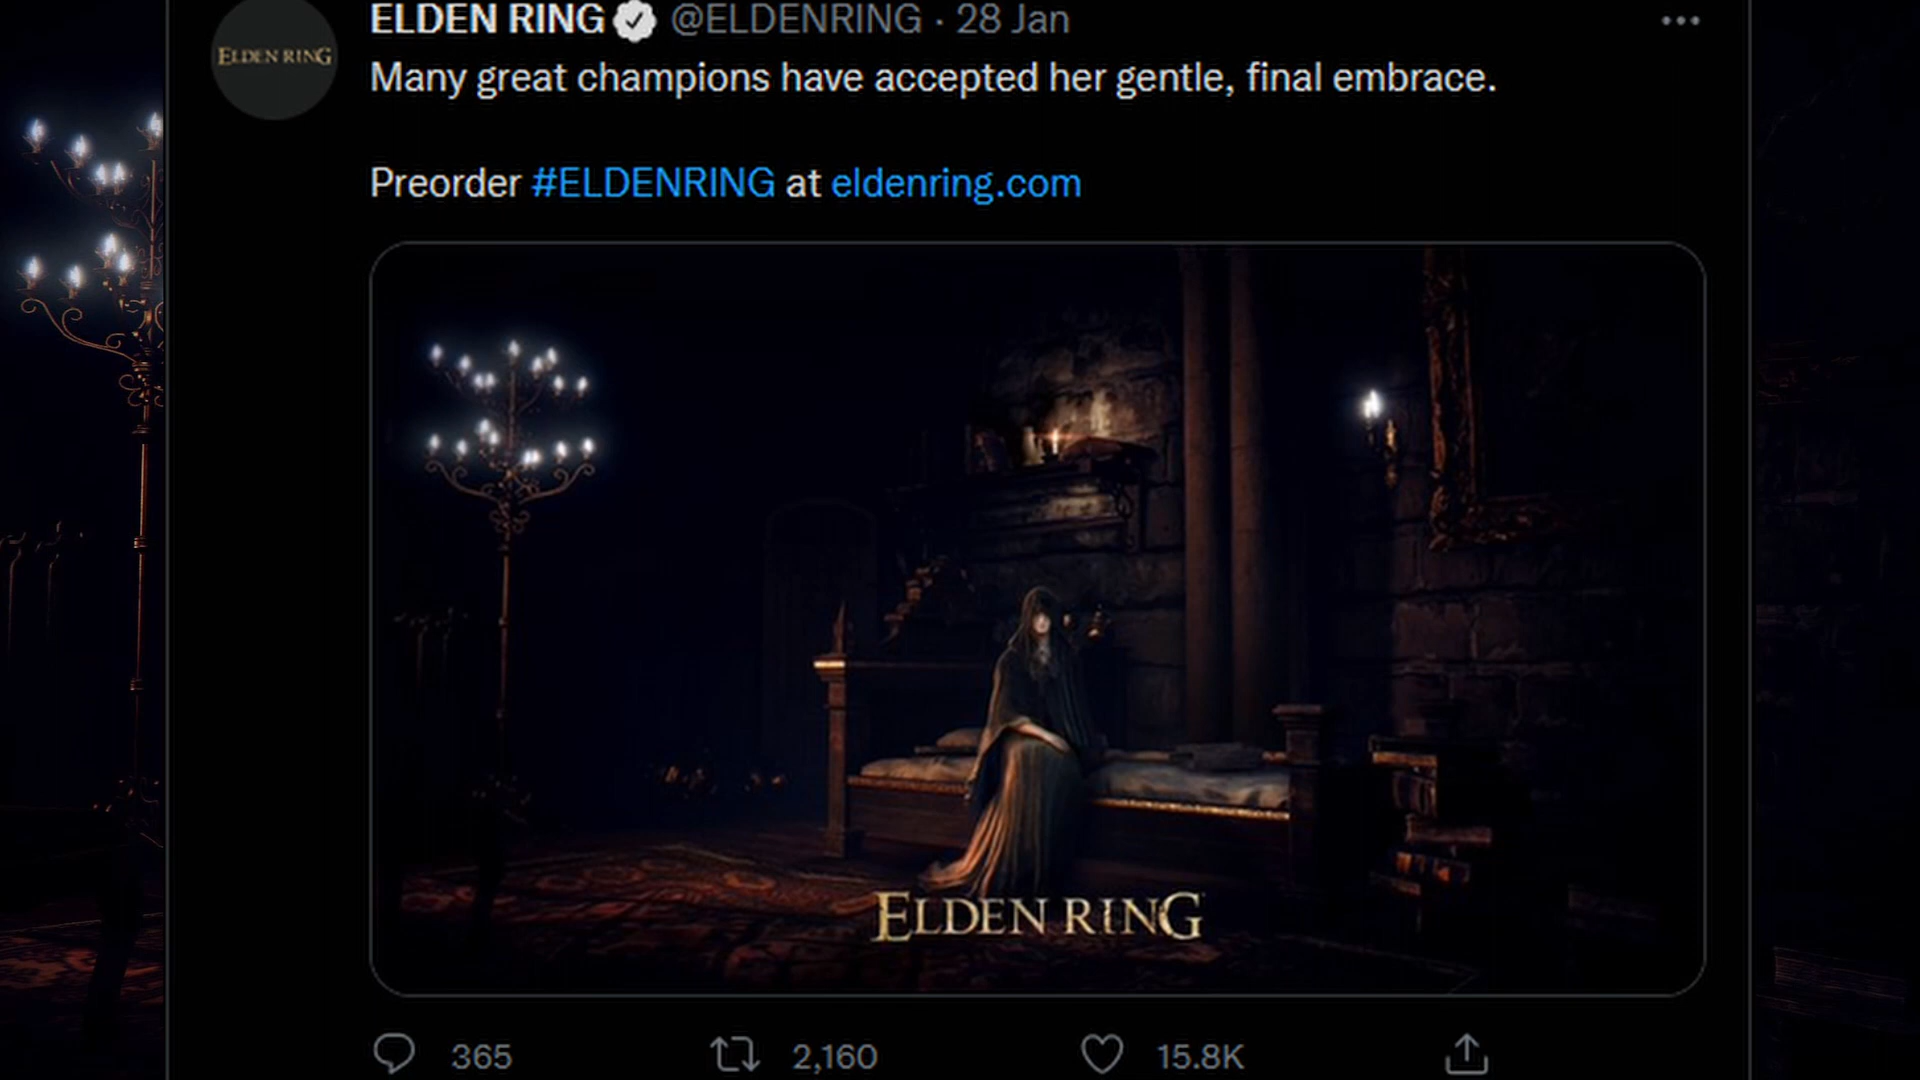 ELDEN RING @ELDENRING · 28 Jan
ELDEN RING
Many great champions have accepted her gentle, final embrace.
Preorder #ELDENRING at eldenring.com
ELDEN RING
365 2,160 15.8K